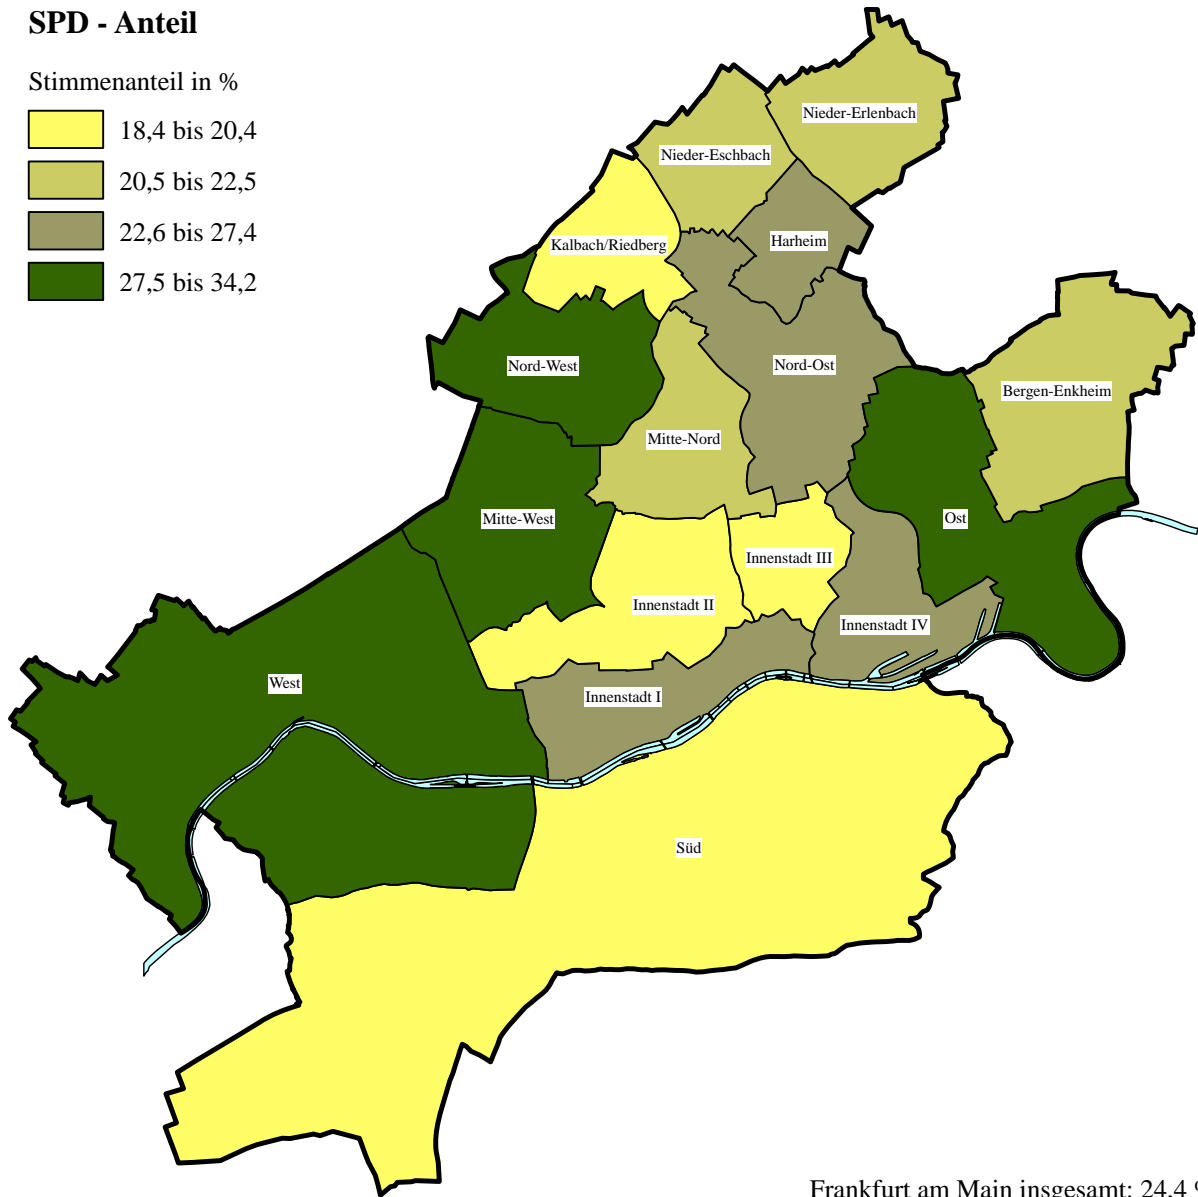 SPD - Anteil
Stimmenanteil in %
18,4 bis 20,4
20,5 bis 22,5
22,6 bis 27,4
27,5 bis 34,2
Nieder-Erlenbach
Nieder-Eschbach
Kalbach/Riedberg
Harheim
Nord-West
Nord-Ost
Bergen-Enkheim
Mitte-Nord
Mitte-West
Ost
Innenstadt III
Innenstadt II
Innenstadt IV
West
Innenstadt I
Süd
Frankfurt am Main insgesamt: 24,4 %